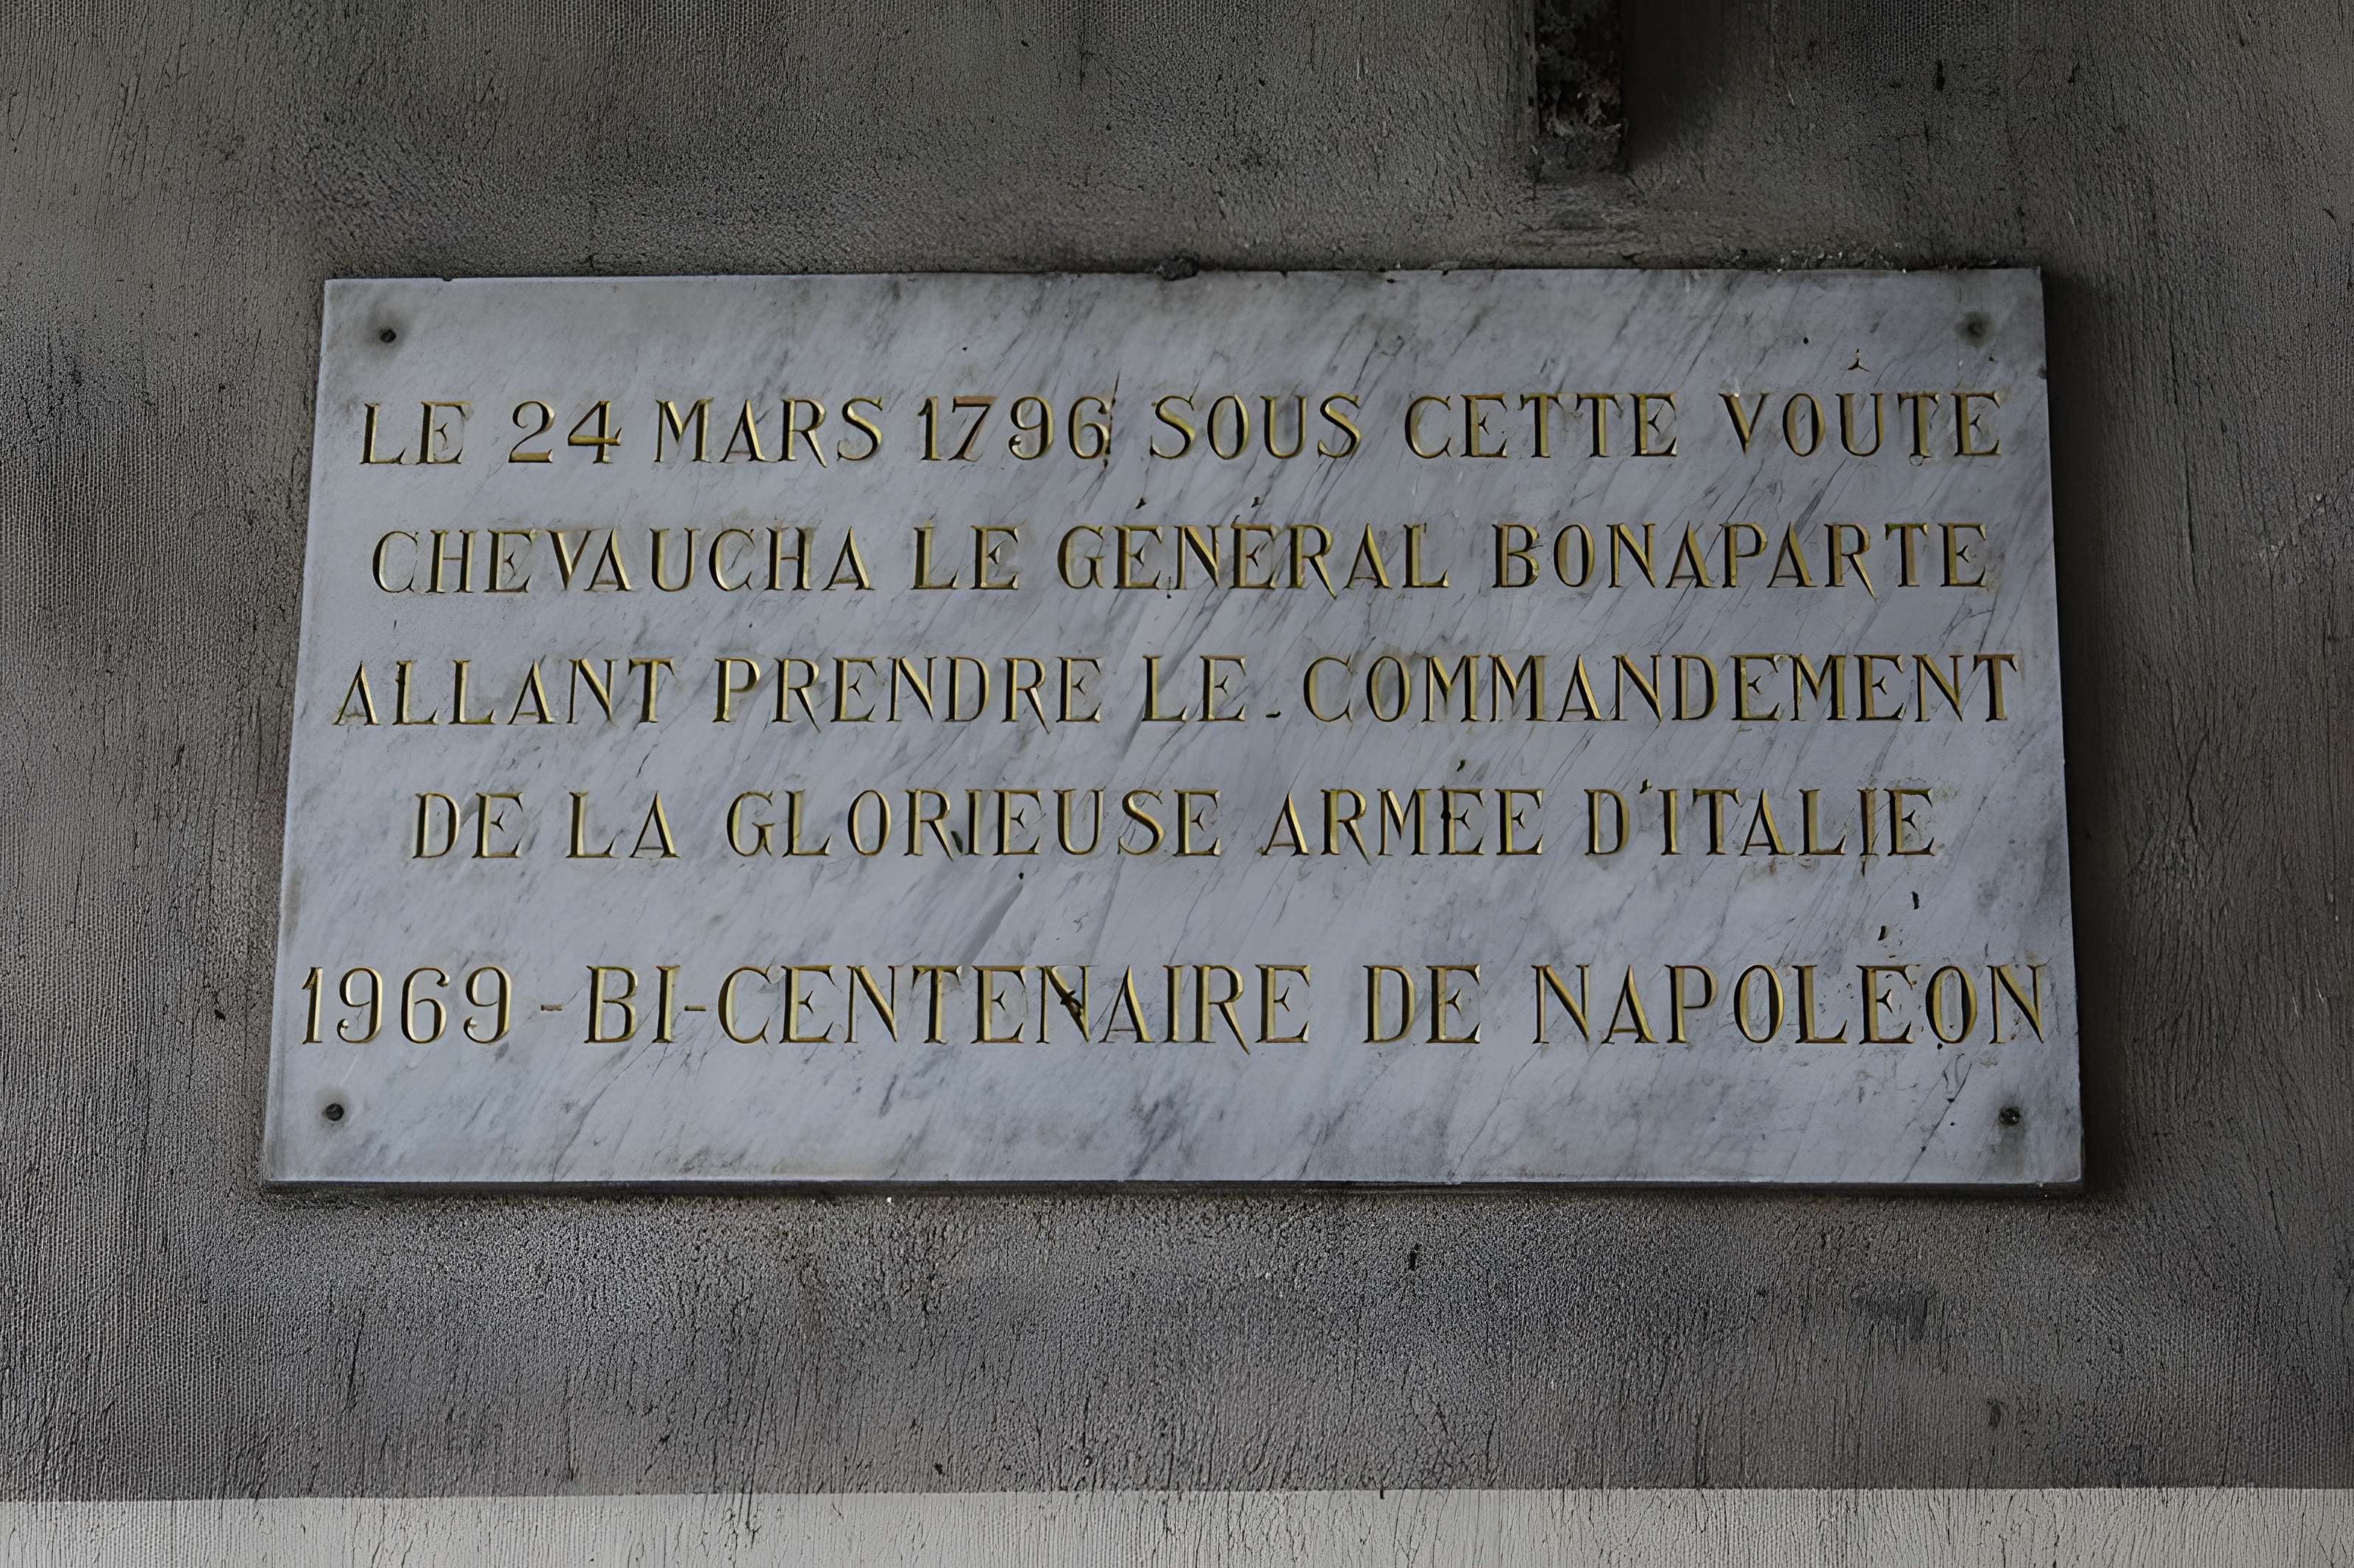 LE 24 MARS 1796 SOUS CETTE VOÛTE
CHEVAUCHA LE GÉNÉRAL BONAPARTE
ALLANT PRENDRE LE COMMANDEMENT
DE LA GLORIEUSE ARMÉE D'ITALIE
1969 - BI-CENTENAIRE DE NAPOLÉON